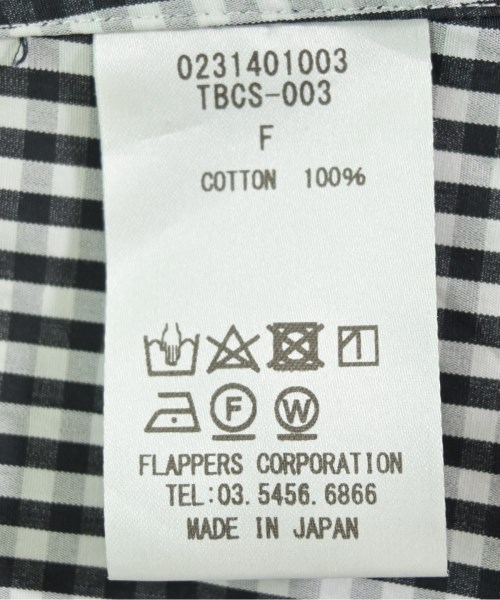 0231401003
TBCS-003
F
COTTON 100%
F W
FLAPPERS CORPORATION
TEL:03.5456.6866
MADE IN JAPAN